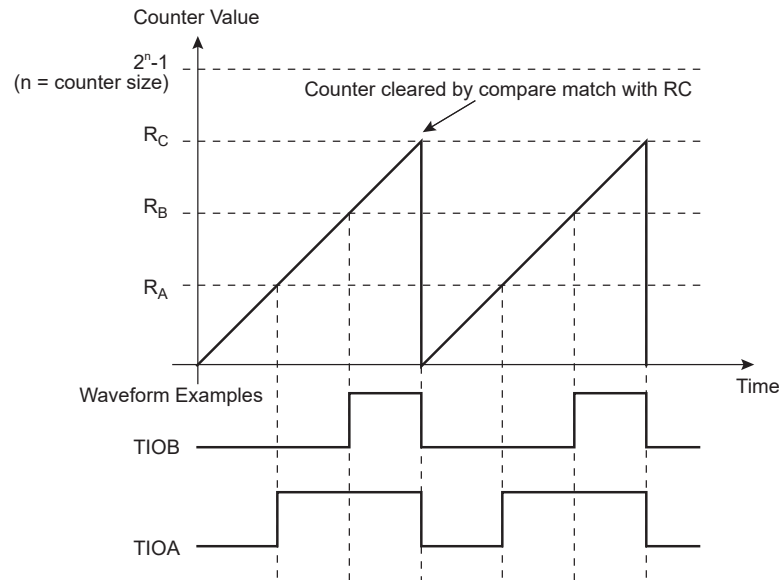 Counter Value
2ⁿ-1
(n = counter size)
Counter cleared by compare match with RC
R_C
R_B
R_A
Time
Waveform Examples
TIOB
TIOA